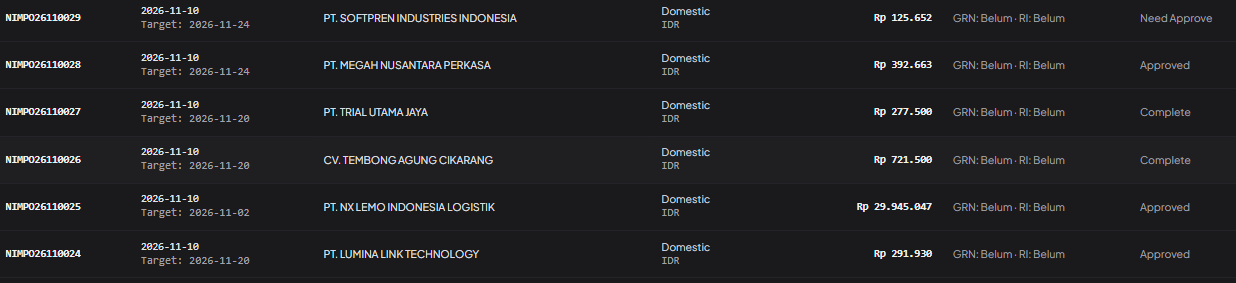 NIMPO26110029 2026-11-10 PT. SOFTPREN INDUSTRIES INDONESIA Domestic Rp 125.652 GRN: Belum · RI: Belum Need Approve
Target: 2026-11-24 IDR
NIMPO26110028 2026-11-10 PT. MEGAH NUSANTARA PERKASA Domestic Rp 392.663 GRN: Belum · RI: Belum Approved
Target: 2026-11-24 IDR
NIMPO26110027 2026-11-10 PT. TRIAL UTAMA JAYA Domestic Rp 277.500 GRN: Belum · RI: Belum Complete
Target: 2026-11-20 IDR
NIMPO26110026 2026-11-10 CV. TEMBONG AGUNG CIKARANG Domestic Rp 721.500 GRN: Belum · RI: Belum Complete
Target: 2026-11-20 IDR
NIMPO26110025 2026-11-10 PT. NX LEMO INDONESIA LOGISTIK Domestic Rp 29.945.047 GRN: Belum · RI: Belum Approved
Target: 2026-11-02 IDR
NIMPO26110024 2026-11-10 PT. LUMINA LINK TECHNOLOGY Domestic Rp 291.930 GRN: Belum · RI: Belum Approved
Target: 2026-11-20 IDR